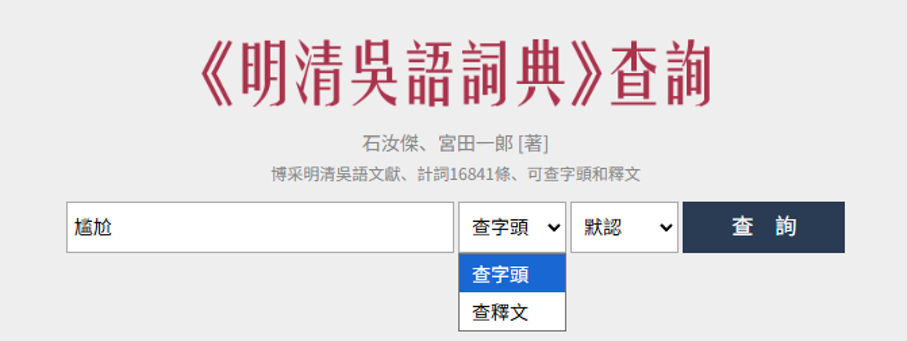 《明清吳語詞典》查詢
石汝傑、宮田一郞 [著]
博采明清吳語文獻、計詞16841條、可查字頭和釋文
尷尬 查字頭 默認 查 詢
查字頭
查釋文